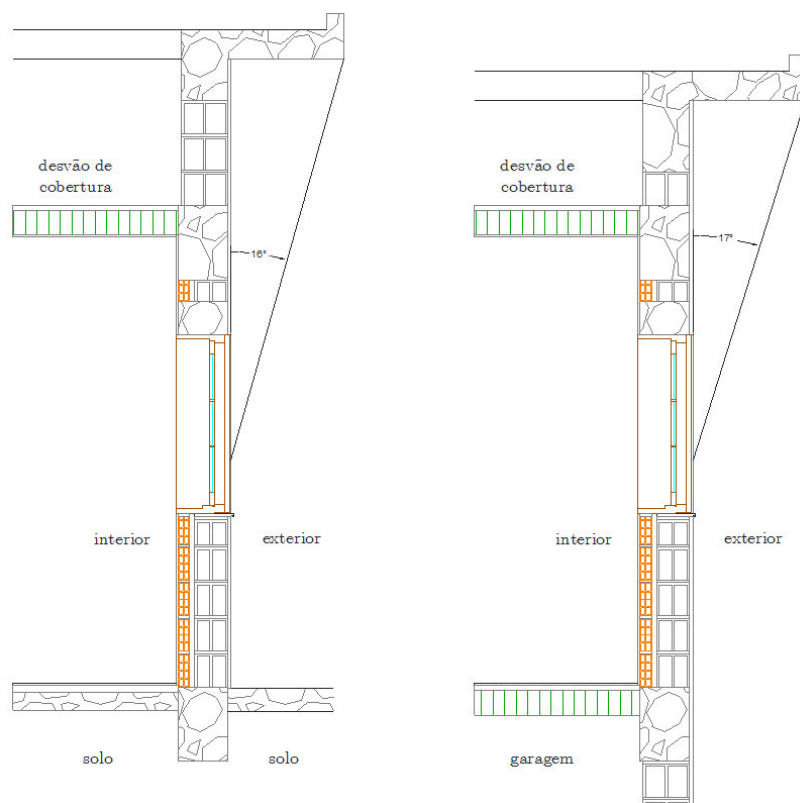 desvão de
cobertura
16°
interior
exterior
solo
solo
desvão de
cobertura
17°
interior
exterior
garagem